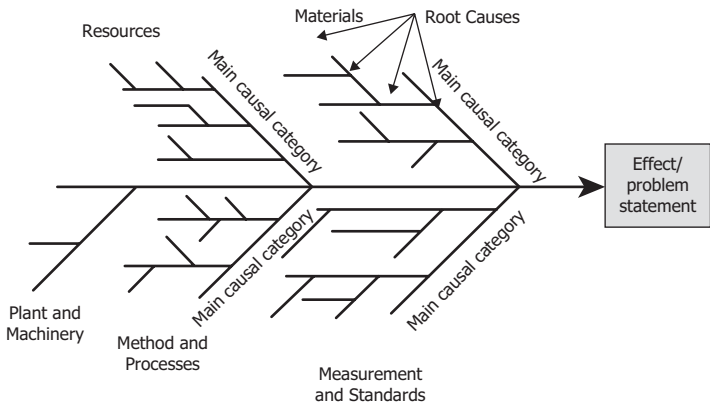 Materials
Root Causes
Resources
Main causal category
Main causal category
Effect/
problem
statement
Main causal category
Main causal category
Plant and
Machinery
Method and
Processes
Measurement
and Standards